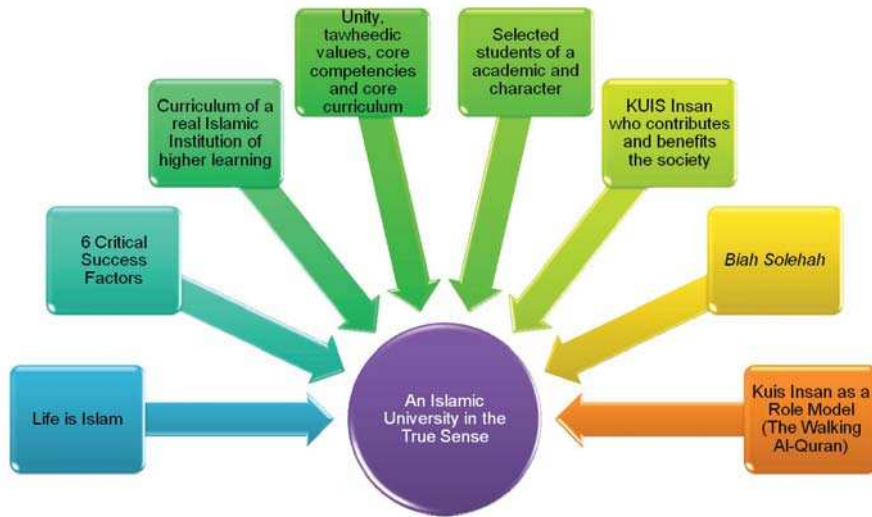 Life is Islam
6 Critical
Success
Factors
Curriculum of a
real Islamic
Institution of
higher learning
Unity,
tawheedic
values, core
competencies
and core
curriculum
Selected
students of a
academic and
character
KUIS Insan
who contributes
and benefits
the society
Biah Solehah
Kuis Insan as a
Role Model
(The Walking
Al-Quran)
An Islamic
University in the
True Sense